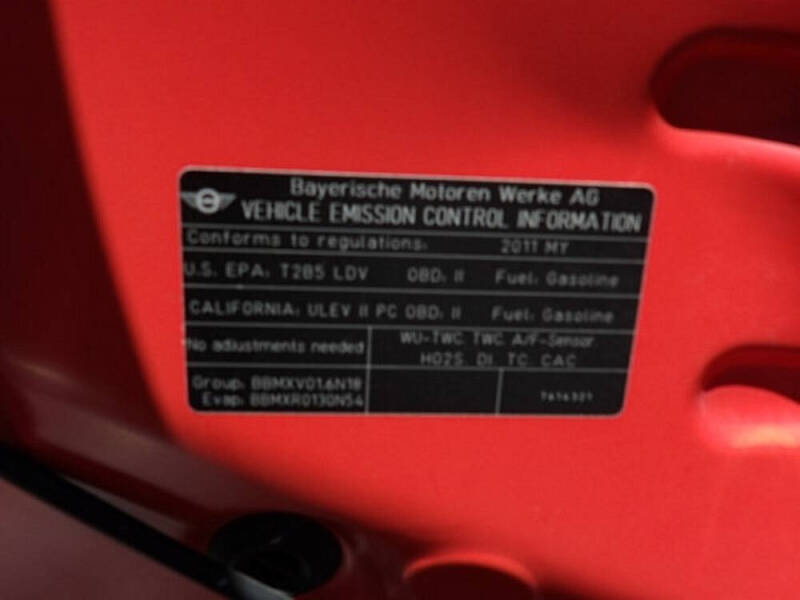 Bayerische Motoren Werke AG
VEHICLE EMISSION CONTROL INFORMATION
Conforms to regulations: 2011 MY
U.S. EPA: T2B5 LDV OBD: II Fuel: Gasoline
CALIFORNIA: ULEV II PC OBD: II Fuel: Gasoline
No adjustments needed
WU-TWC, TWC, A/F-Sensor,
HO2S, DI, TC, CAC
Group: BBMXV01.6N18
Evap: BBMXR0130N54